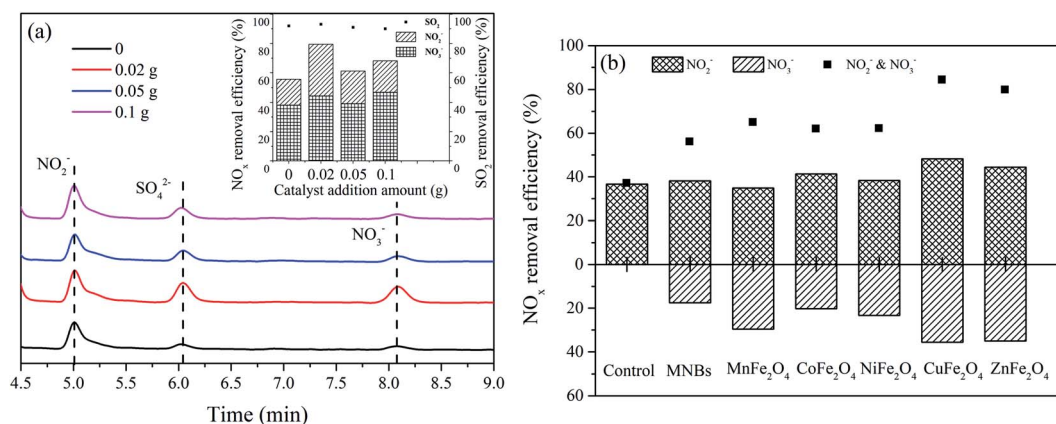 (a)
0
0.02 g
0.05 g
0.1 g
NO₂⁻
SO₄²⁻
NO₃⁻
4.5 5.0 5.5 6.0 6.5 7.0 7.5 8.0 8.5 9.0
Time (min)
NOₓ removal efficiency (%)
100
80
60
40
20
0
SO₂
NO₂⁻
NO₃⁻
SO₂ removal efficiency (%)
100
80
60
40
20
0
0 0.02 0.05 0.1
Catalyst addition amount (g)
(b)
NO₂⁻ NO₃⁻ NO₂⁻ & NO₃⁻
NOₓ removal efficiency (%)
100
80
60
40
20
0
20
40
60
Control MNBs MnFe₂O₄ CoFe₂O₄ NiFe₂O₄ CuFe₂O₄ ZnFe₂O₄